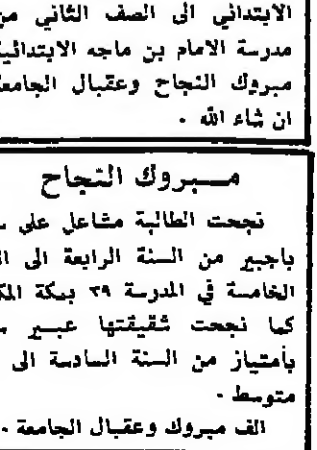 الابتدائي الى الصف الثاني من
مدرسة الامام بن ماجه الابتدائية
مبروك النجاح وعقبال الجامعة
ان شاء الله .
مبروك النجاح
نجحت الطالبة مشاعل علي
باجبير من السنة الرابعة الى
الخامسة في المدرسة ٣٩ بمكة
كما نجحت شقيقتها عبير
بأمتياز من السنة السادسة الى
متوسط .
الف مبروك وعقبال الجامعة .